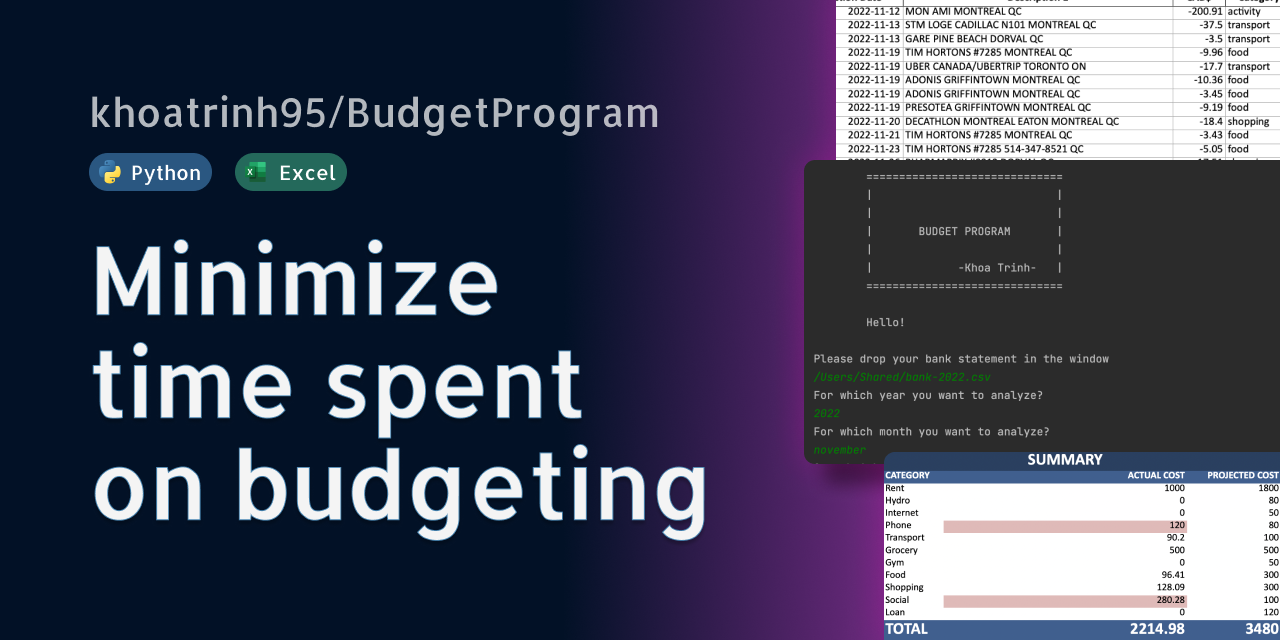 khoatrinh95/BudgetProgram
Python Excel
Minimize
time spent
on budgeting
2022-11-12 MON AMI MONTREAL QC -200.91 activity
2022-11-13 STM LOGE CADILLAC N101 MONTREAL QC -37.5 transport
2022-11-13 GARE PINE BEACH DORVAL QC -3.5 transport
2022-11-19 TIM HORTONS #7285 MONTREAL QC -9.96 food
2022-11-19 UBER CANADA/UBERTRIP TORONTO ON -17.7 transport
2022-11-19 ADONIS GRIFFINTOWN MONTREAL QC -10.36 food
2022-11-19 ADONIS GRIFFINTOWN MONTREAL QC -3.45 food
2022-11-19 PRESOTEA GRIFFINTOWN MONTREAL QC -9.19 food
2022-11-20 DECATHLON MONTREAL EATON MONTREAL QC -18.4 shopping
2022-11-21 TIM HORTONS #7285 MONTREAL QC -3.43 food
2022-11-23 TIM HORTONS #7285 514-347-8521 QC -5.05 food
==============================
| |
| |
| BUDGET PROGRAM |
| |
| -Khoa Trinh- |
==============================
Hello!
Please drop your bank statement in the window
/Users/Shared/bank-2022.csv
For which year you want to analyze?
2022
For which month you want to analyze?
november
SUMMARY
CATEGORY ACTUAL COST PROJECTED COST
Rent 1000 1800
Hydro 0 80
Internet 0 50
Phone 120 80
Transport 90.2 100
Grocery 500 500
Gym 0 50
Food 96.41 300
Shopping 128.09 300
Social 280.28 100
Loan 0 120
TOTAL 2214.98 3480